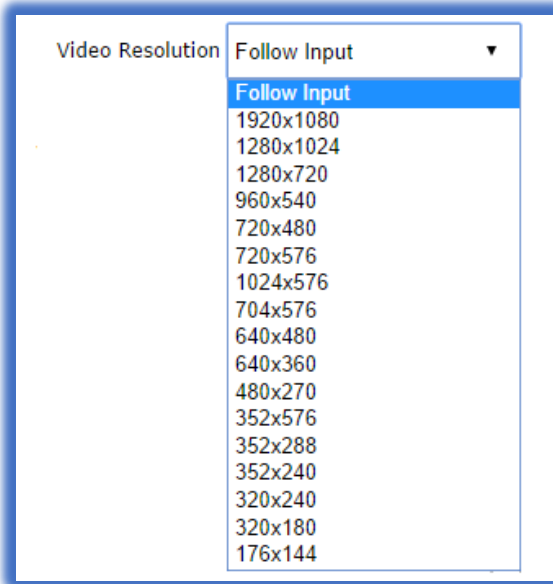 Video Resolution Follow Input ▼
Follow Input
1920x1080
1280x1024
1280x720
960x540
720x480
720x576
1024x576
704x576
640x480
640x360
480x270
352x576
352x288
352x240
320x240
320x180
176x144